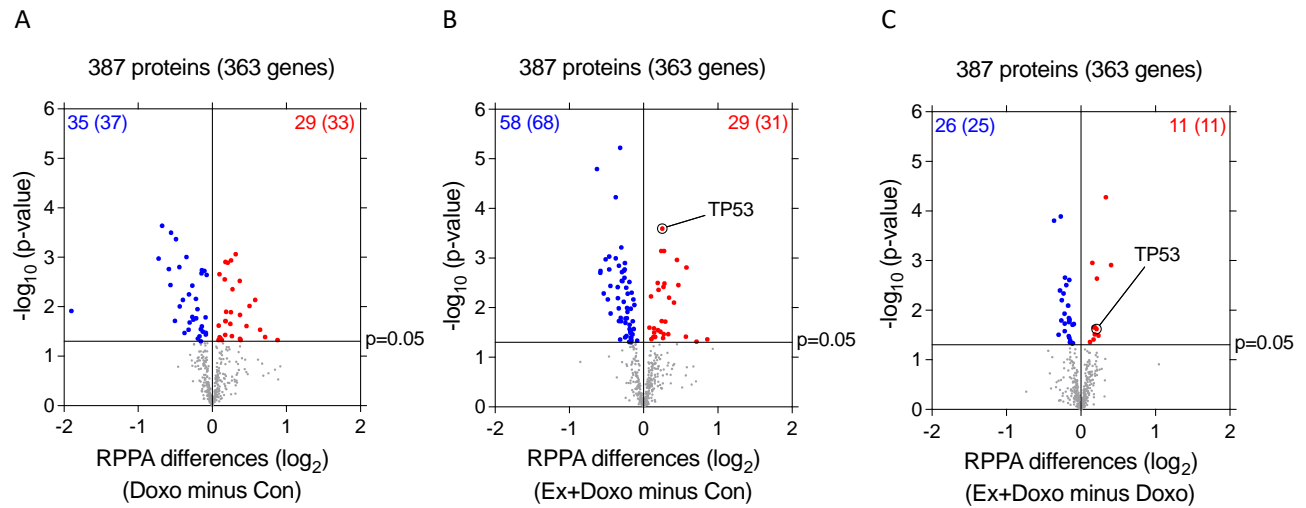 A
387 proteins (363 genes)
35 (37)
29 (33)
6
5
4
3
2
1
0
-log10 (p-value)
p=0.05
-2
-1
0
1
2
RPPA differences (log2)
(Doxo minus Con)
B
387 proteins (363 genes)
58 (68)
29 (31)
6
5
4
3
2
1
0
-log10 (p-value)
TP53
p=0.05
-2
-1
0
1
2
RPPA differences (log2)
(Ex+Doxo minus Con)
C
387 proteins (363 genes)
26 (25)
11 (11)
6
5
4
3
2
1
0
-log10 (p-value)
TP53
p=0.05
-2
-1
0
1
2
RPPA differences (log2)
(Ex+Doxo minus Doxo)